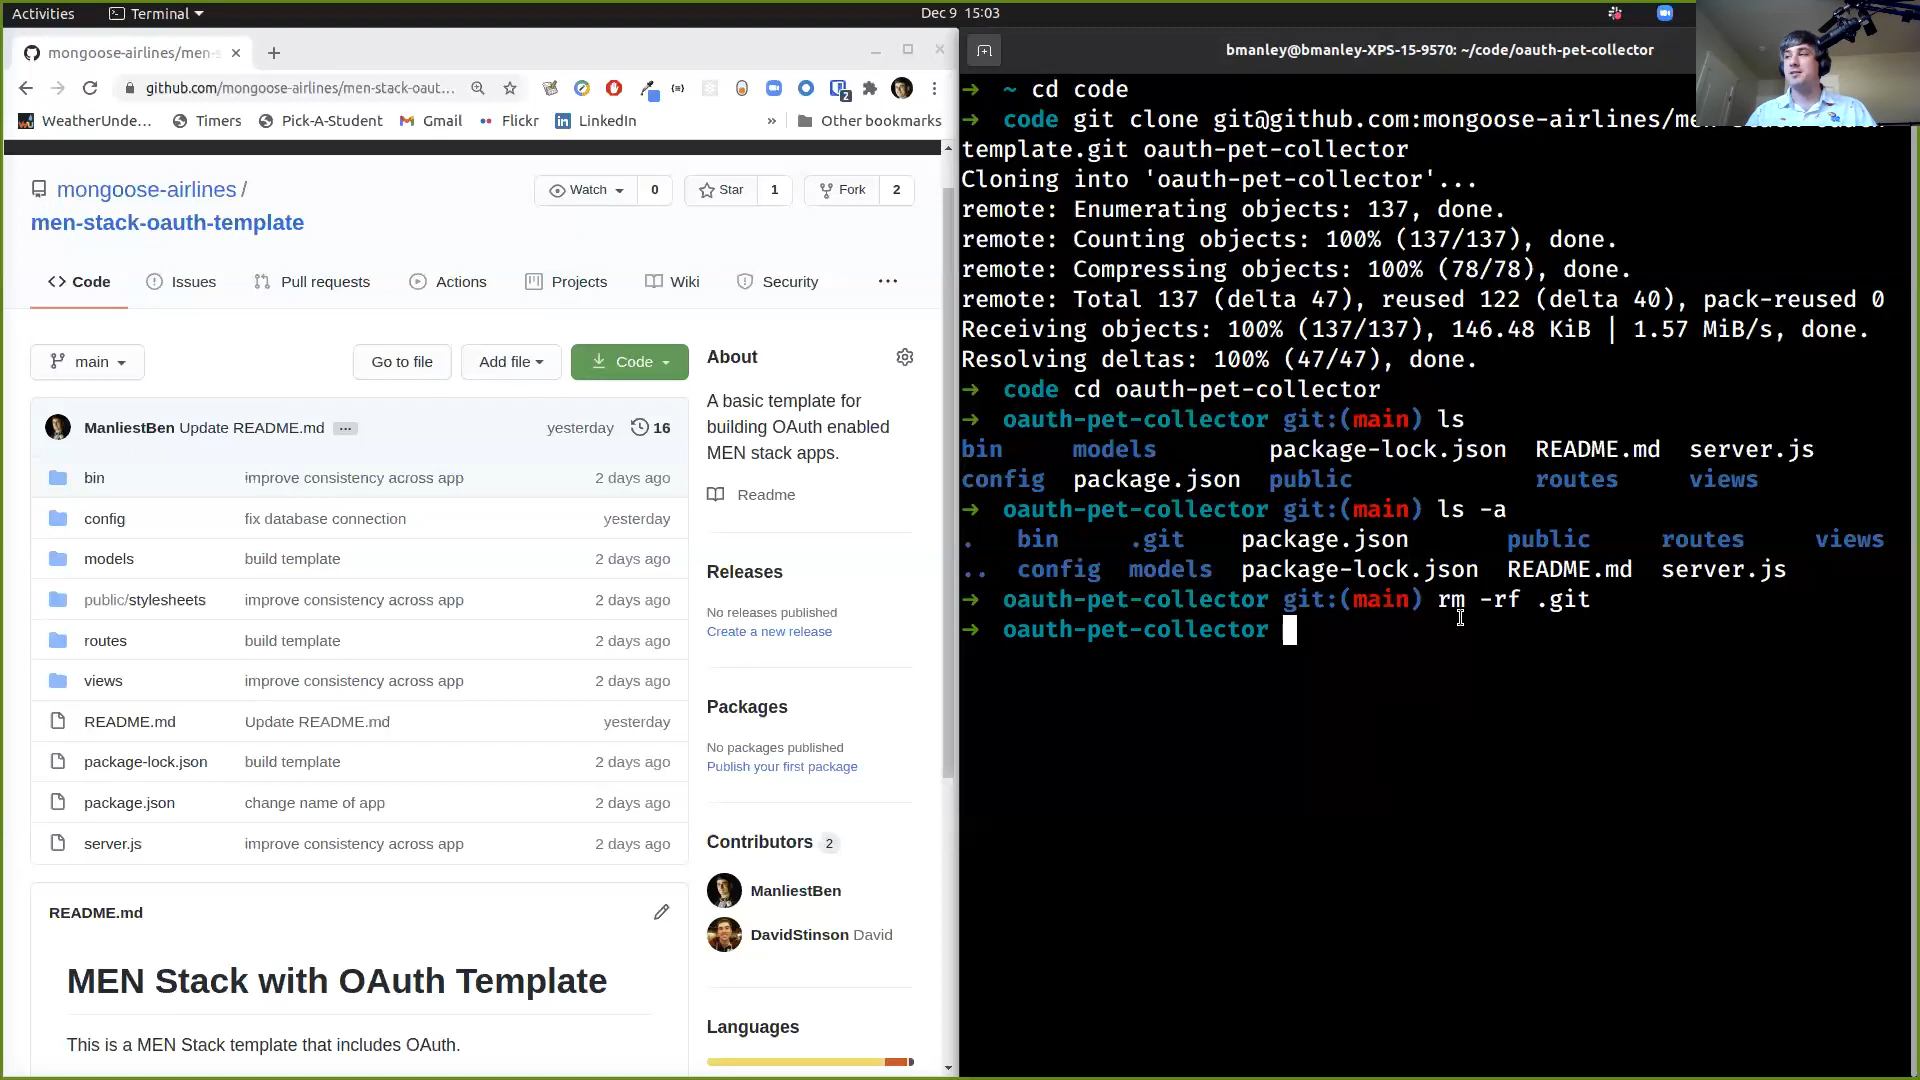 Activities
Terminal
Dec 9 15:03
mongoose-airlines/men-s
github.com/mongoose-airlines/men-stack-oaut...
2
WeatherUnde...
Timers
Pick-A-Student
Gmail
Flickr
LinkedIn
»
Other bookmarks
mongoose-airlines /
men-stack-oauth-template
Watch 0
Star 1
Fork 2
<> Code
Issues
Pull requests
Actions
Projects
Wiki
Security
...
main
Go to file
Add file
Code
ManliestBen Update README.md ... yesterday 16
bin improve consistency across app 2 days ago
config fix database connection yesterday
models build template 2 days ago
public/stylesheets improve consistency across app 2 days ago
routes build template 2 days ago
views improve consistency across app 2 days ago
README.md Update README.md yesterday
package-lock.json build template 2 days ago
package.json change name of app 2 days ago
server.js improve consistency across app 2 days ago
README.md
MEN Stack with OAuth Template
This is a MEN Stack template that includes OAuth.
About
A basic template for
building OAuth enabled
MEN stack apps.
Readme
Releases
No releases published
Create a new release
Packages
No packages published
Publish your first package
Contributors 2
ManliestBen
DavidStinson David
Languages
bmanley@bmanley-XPS-15-9570: ~/code/oauth-pet-collector
→ ~ cd code
→ code git clone git@github.com:mongoose-airlines/men-stack-oauth-
template.git oauth-pet-collector
Cloning into 'oauth-pet-collector'...
remote: Enumerating objects: 137, done.
remote: Counting objects: 100% (137/137), done.
remote: Compressing objects: 100% (78/78), done.
remote: Total 137 (delta 47), reused 122 (delta 40), pack-reused 0
Receiving objects: 100% (137/137), 146.48 KiB | 1.57 MiB/s, done.
Resolving deltas: 100% (47/47), done.
→ code cd oauth-pet-collector
→ oauth-pet-collector git:(main) ls
bin models package-lock.json README.md server.js
config package.json public routes views
→ oauth-pet-collector git:(main) ls -a
. bin .git package.json public routes views
.. config models package-lock.json README.md server.js
→ oauth-pet-collector git:(main) rm -rf .git
→ oauth-pet-collector